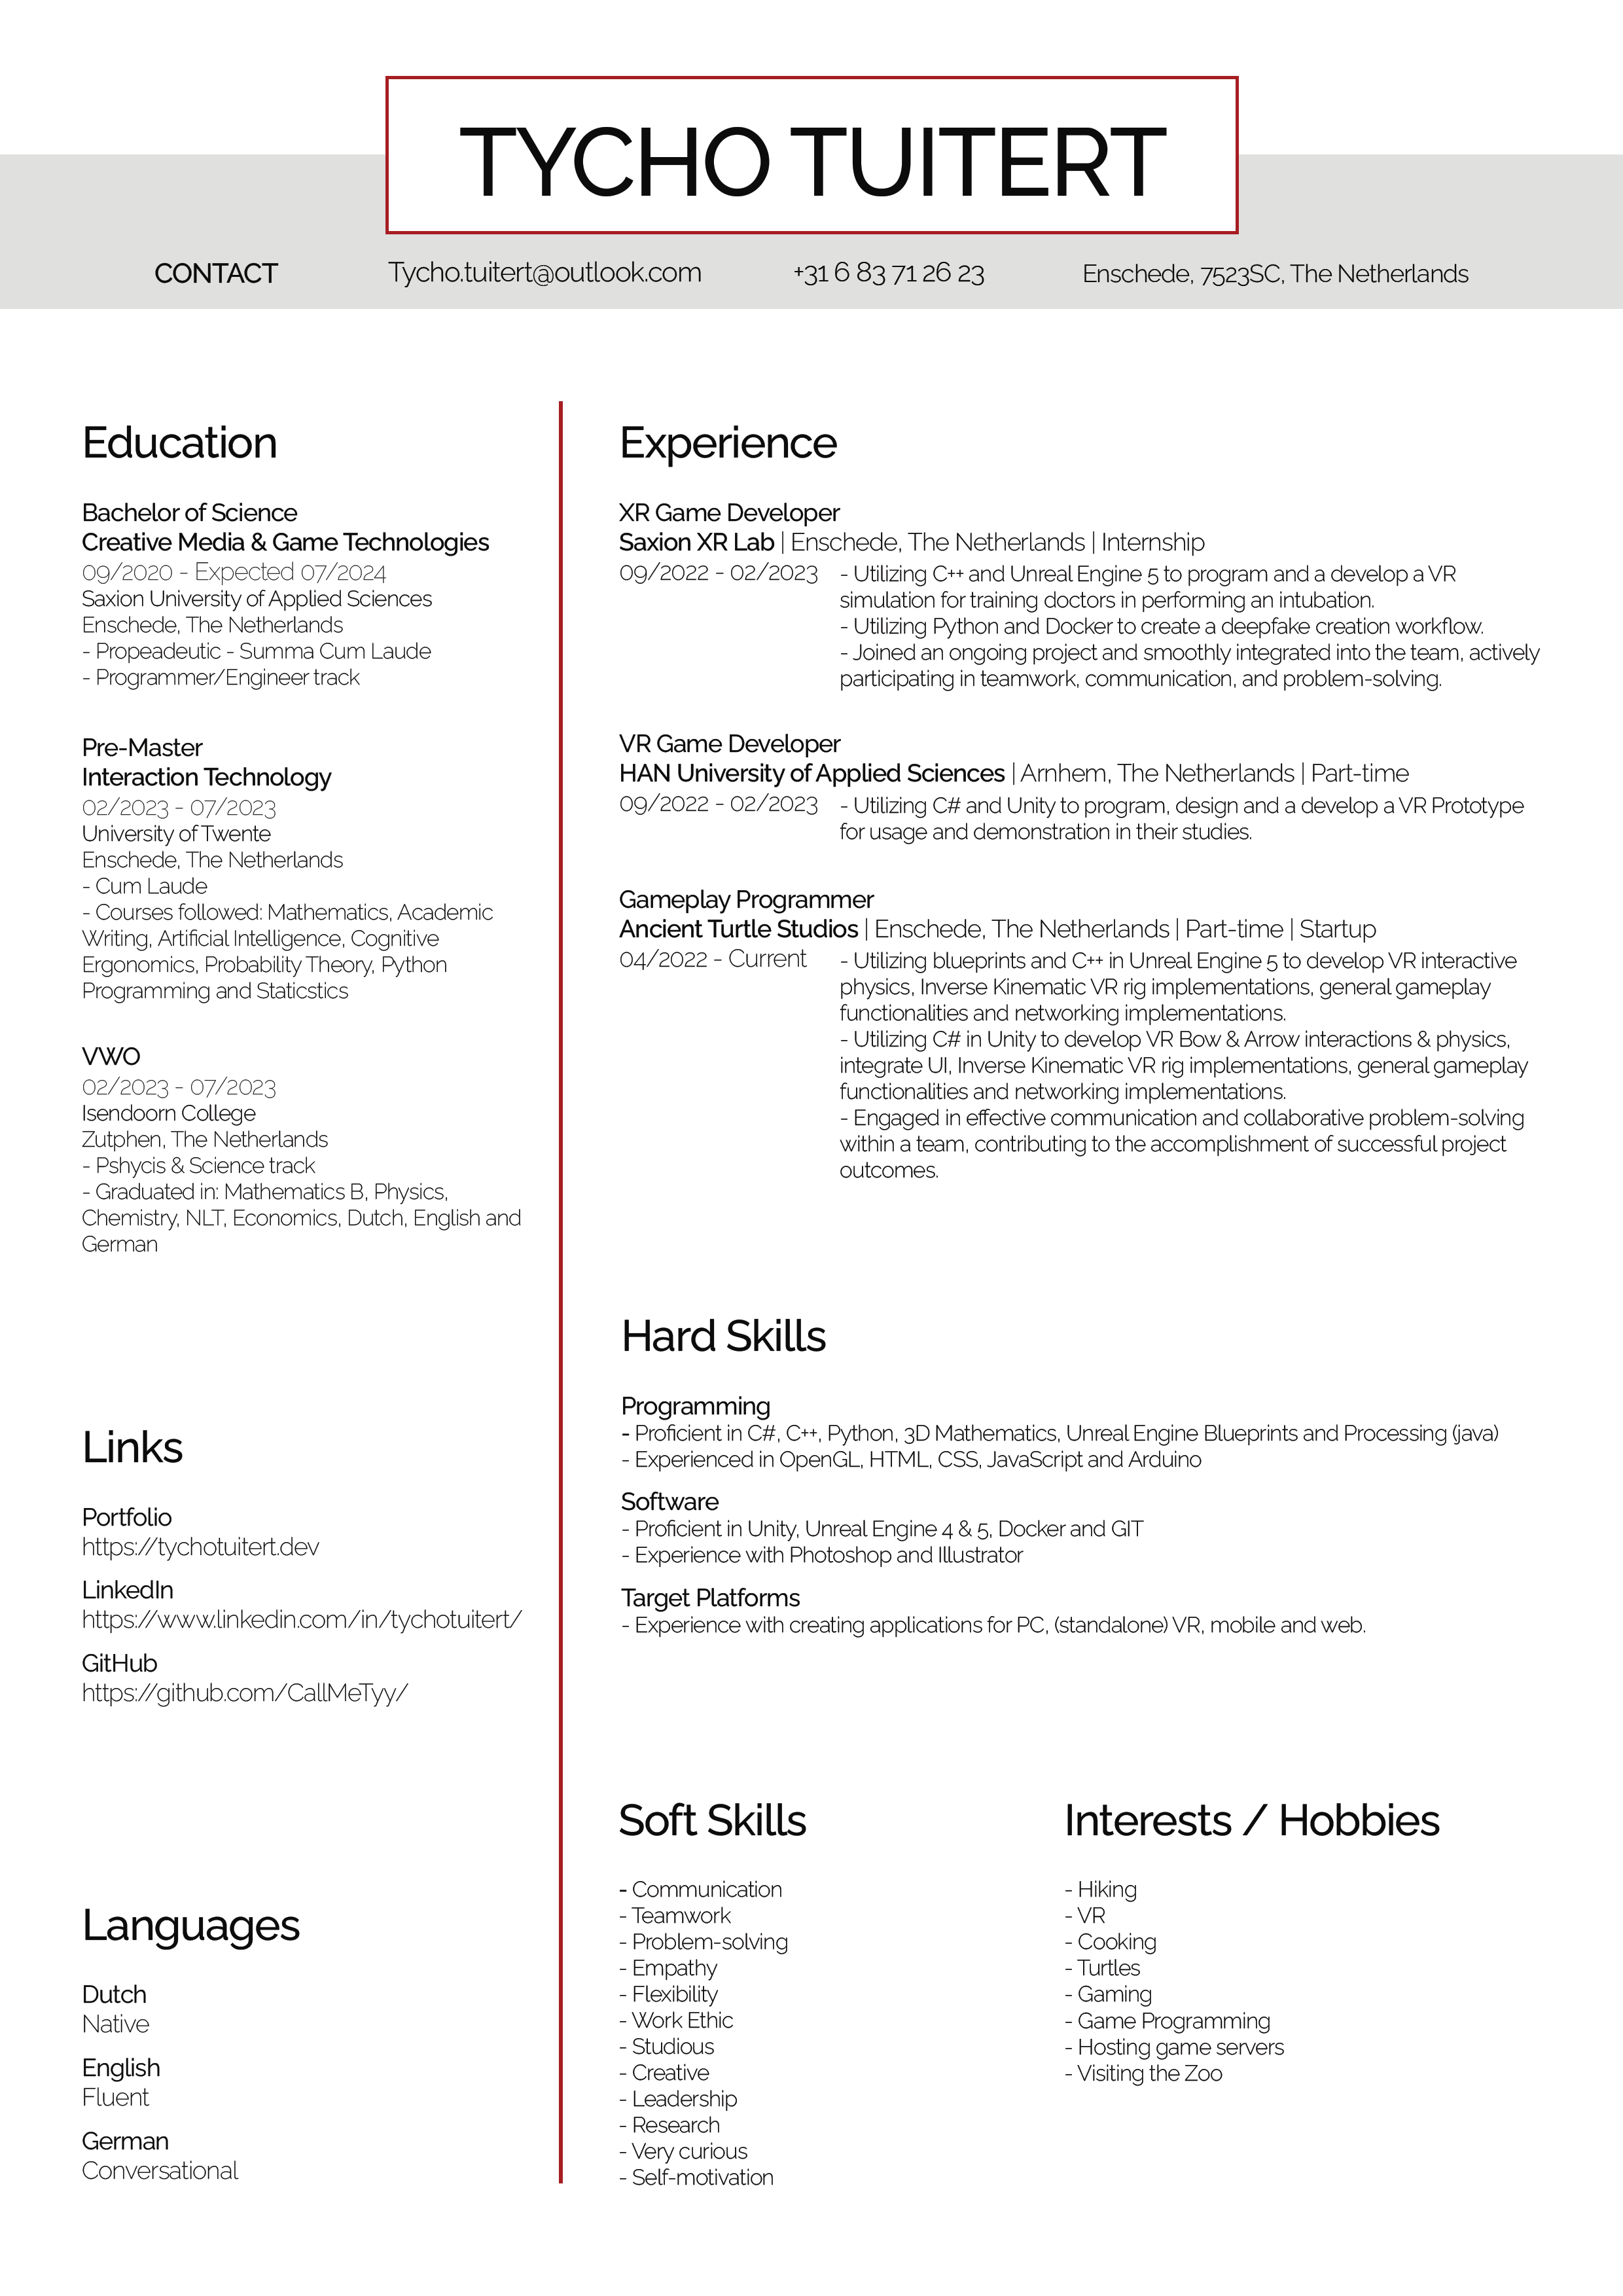 TYCHO TUITERT
CONTACT
Tycho.tuitert@outlook.com
+31 6 83 71 26 23
Enschede, 7523SC, The Netherlands
Education
Bachelor of Science
Creative Media & Game Technologies
09/2020 - Expected 07/2024
Saxion University of Applied Sciences
Enschede, The Netherlands
- Propeadeutic - Summa Cum Laude
- Programmer/Engineer track
Pre-Master
Interaction Technology
02/2023 - 07/2023
University of Twente
Enschede, The Netherlands
- Cum Laude
- Courses followed: Mathematics, Academic
Writing, Artificial Intelligence, Cognitive
Ergonomics, Probability Theory, Python
Programming and Staticstics
VWO
02/2023 - 07/2023
Isendoorn College
Zutphen, The Netherlands
- Pshycis & Science track
- Graduated in: Mathematics B, Physics,
Chemistry, NLT, Economics, Dutch, English and
German
Links
Portfolio
https://tychotuitert.dev
LinkedIn
https://www.linkedin.com/in/tychotuitert/
GitHub
https://github.com/CallMeTyy/
Languages
Dutch
Native
English
Fluent
German
Conversational
Experience
XR Game Developer
Saxion XR Lab | Enschede, The Netherlands | Internship
09/2022 - 02/2023
- Utilizing C++ and Unreal Engine 5 to program and a develop a VR
simulation for training doctors in performing an intubation.
- Utilizing Python and Docker to create a deepfake creation workflow.
- Joined an ongoing project and smoothly integrated into the team, actively
participating in teamwork, communication, and problem-solving.
VR Game Developer
HAN University of Applied Sciences | Arnhem, The Netherlands | Part-time
09/2022 - 02/2023
- Utilizing C# and Unity to program, design and a develop a VR Prototype
for usage and demonstration in their studies.
Gameplay Programmer
Ancient Turtle Studios | Enschede, The Netherlands | Part-time | Startup
04/2022 - Current
- Utilizing blueprints and C++ in Unreal Engine 5 to develop VR interactive
physics, Inverse Kinematic VR rig implementations, general gameplay
functionalities and networking implementations.
- Utilizing C# in Unity to develop VR Bow & Arrow interactions & physics,
integrate UI, Inverse Kinematic VR rig implementations, general gameplay
functionalities and networking implementations.
- Engaged in effective communication and collaborative problem-solving
within a team, contributing to the accomplishment of successful project
outcomes.
Hard Skills
Programming
- Proficient in C#, C++, Python, 3D Mathematics, Unreal Engine Blueprints and Processing (java)
- Experienced in OpenGL, HTML, CSS, JavaScript and Arduino
Software
- Proficient in Unity, Unreal Engine 4 & 5, Docker and GIT
- Experience with Photoshop and Illustrator
Target Platforms
- Experience with creating applications for PC, (standalone) VR, mobile and web.
Soft Skills
- Communication
- Teamwork
- Problem-solving
- Empathy
- Flexibility
- Work Ethic
- Studious
- Creative
- Leadership
- Research
- Very curious
- Self-motivation
Interests / Hobbies
- Hiking
- VR
- Cooking
- Turtles
- Gaming
- Game Programming
- Hosting game servers
- Visiting the Zoo